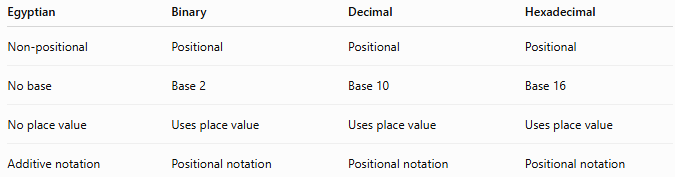 Egyptian Binary Decimal Hexadecimal
Non-positional Positional Positional Positional
No base Base 2 Base 10 Base 16
No place value Uses place value Uses place value Uses place value
Additive notation Positional notation Positional notation Positional notation